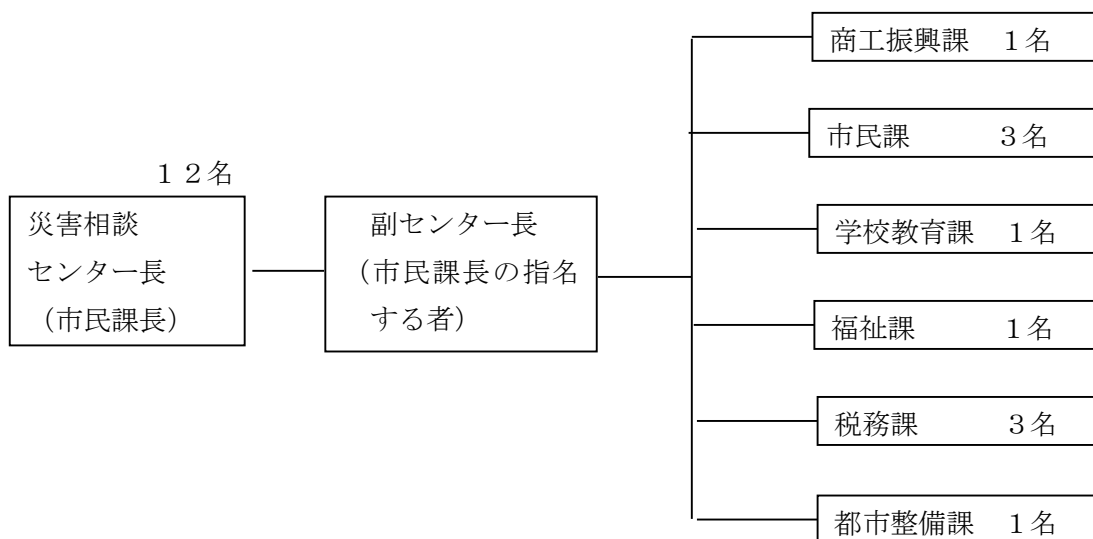 １２名
災害相談
センター長
（市民課長）
副センター長
（市民課長の指名
する者）
商工振興課　１名
市民課　　　３名
学校教育課　１名
福祉課　　　１名
税務課　　　３名
都市整備課　１名